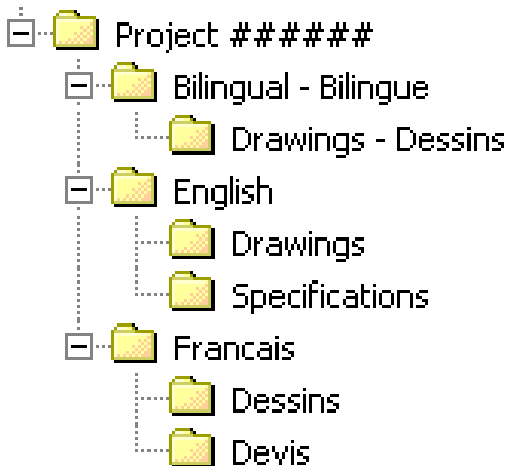 Project ######
Bilingual - Bilingue
Drawings - Dessins
English
Drawings
Specifications
Francais
Dessins
Devis